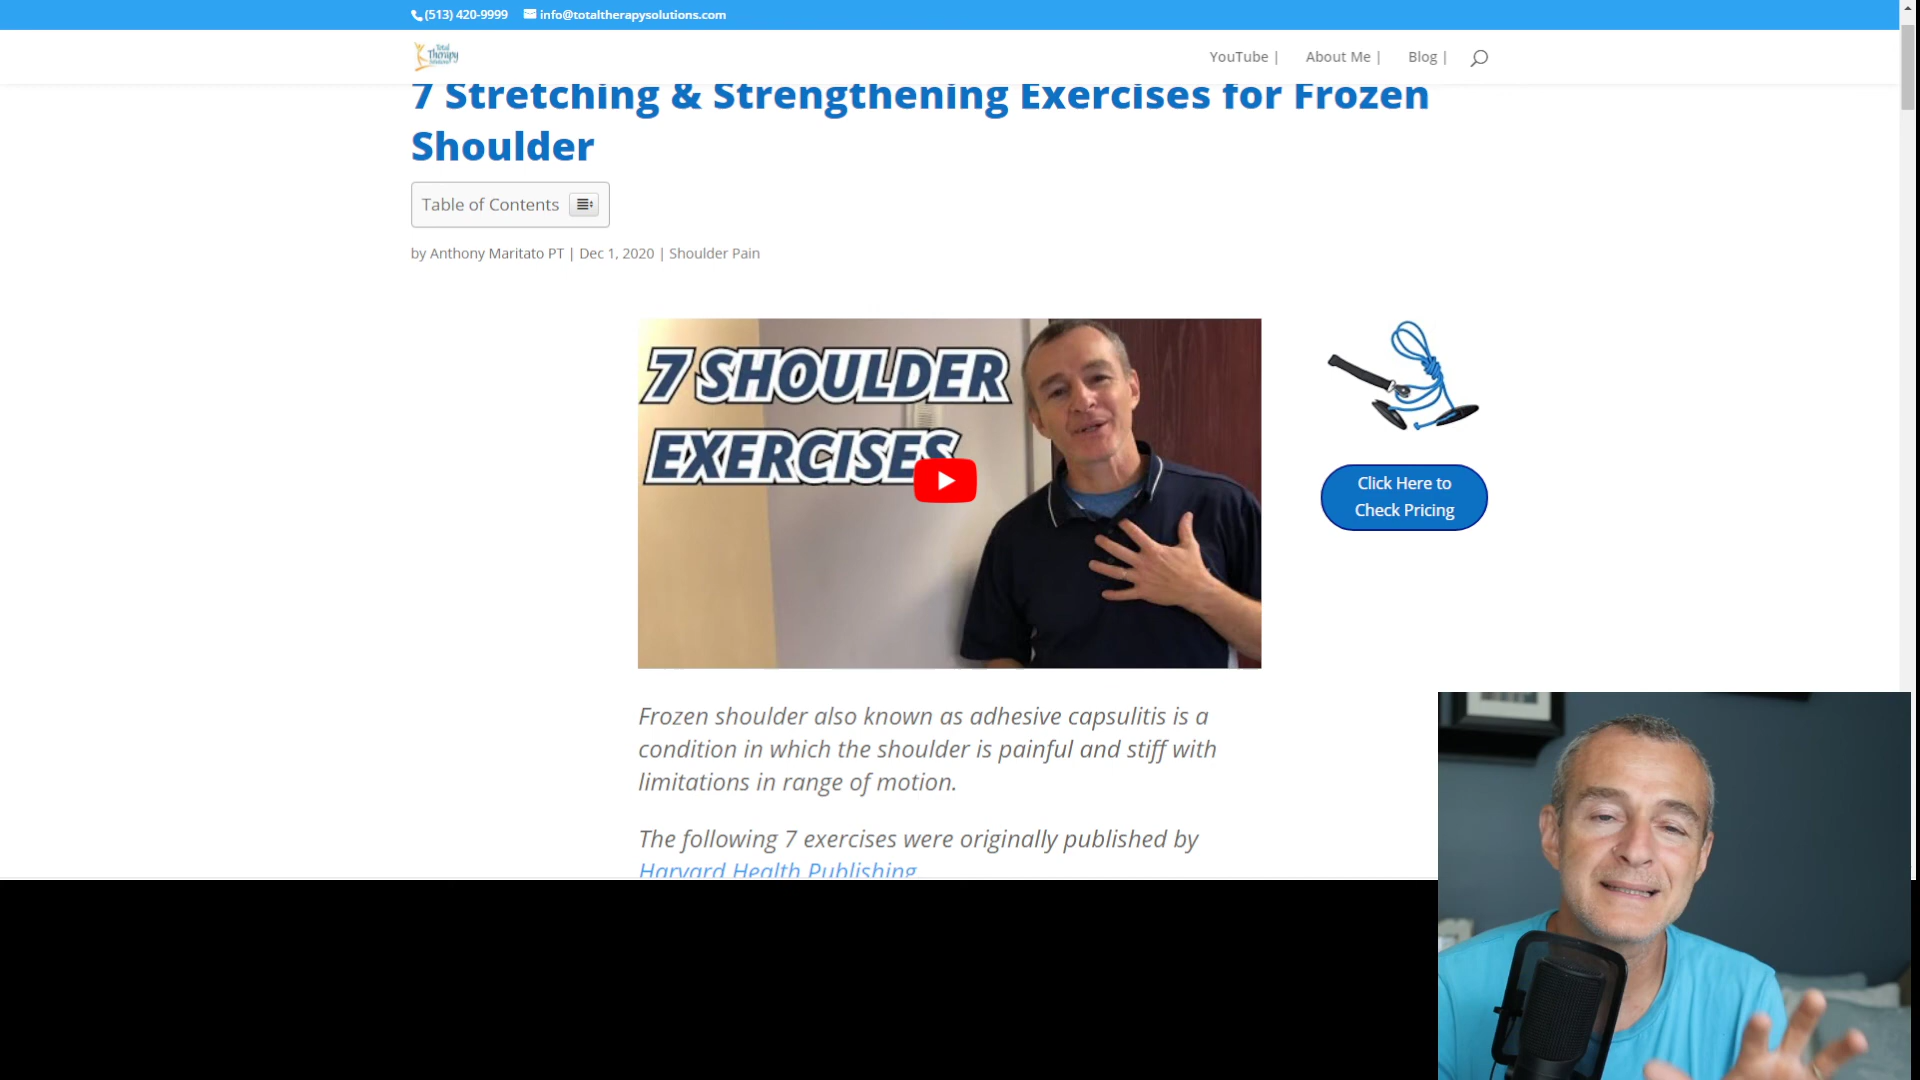 (513) 420-9999 info@totaltherapysolutions.com
Total
Therapy
Solutions
YouTube | About Me | Blog |
7 Stretching & Strengthening Exercises for Frozen
Shoulder
Table of Contents
by Anthony Maritato PT | Dec 1, 2020 | Shoulder Pain
7 SHOULDER
EXERCISES
Click Here to
Check Pricing
Frozen shoulder also known as adhesive capsulitis is a
condition in which the shoulder is painful and stiff with
limitations in range of motion.
The following 7 exercises were originally published by
Harvard Health Publishing